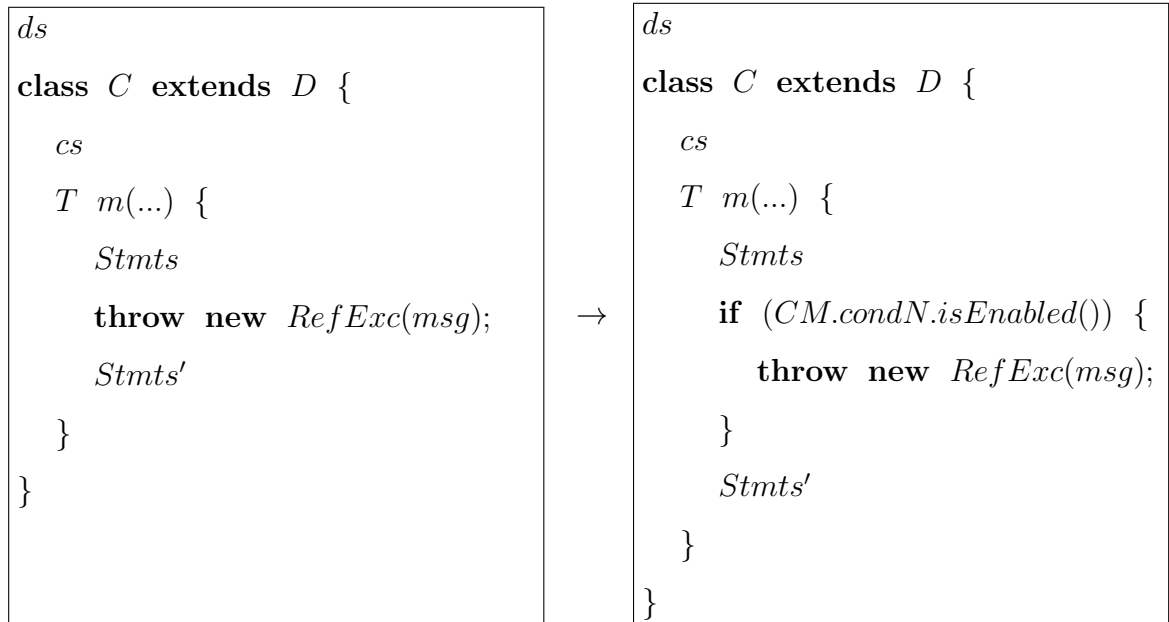 ds
class C extends D {
cs
T m(...) {
Stmts
throw new RefExc(msg);
Stmts′
}
}
→
ds
class C extends D {
cs
T m(...) {
Stmts
if (CM.condN.isEnabled()) {
throw new RefExc(msg);
}
Stmts′
}
}